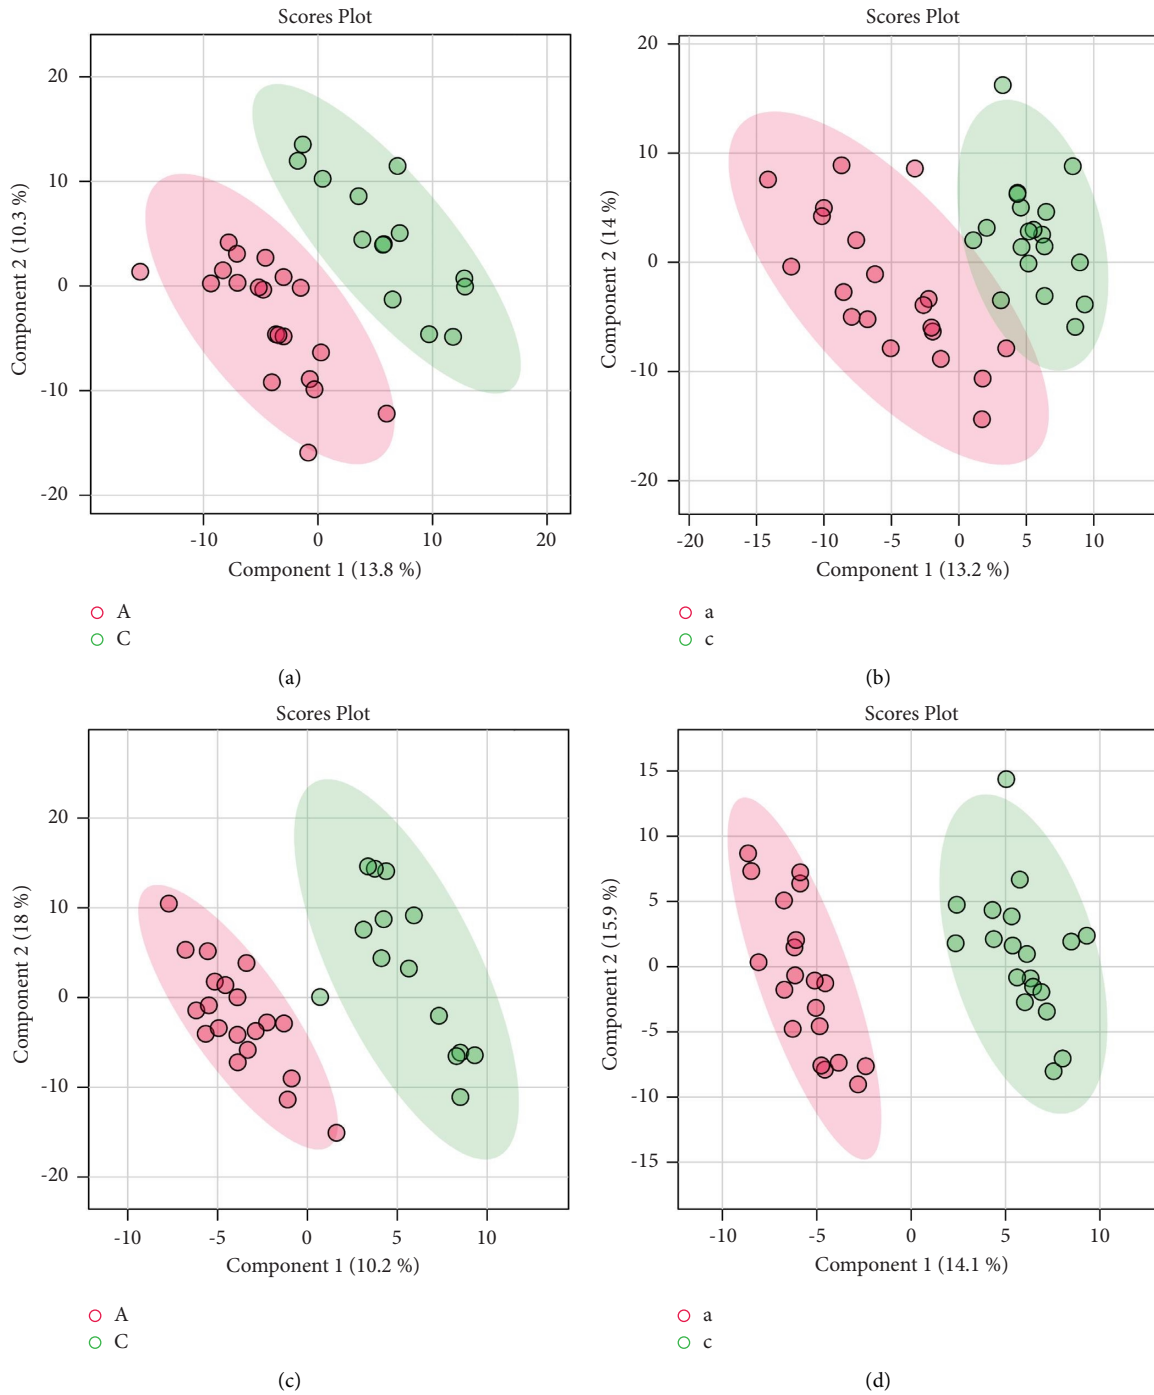 Scores Plot
20
10
0
-10
-20
Component 2 (10.3 %)
-10
0
10
20
Component 1 (13.8 %)
A
C
(a)
Scores Plot
20
10
0
-10
-20
Component 2 (14 %)
-20
-15
-10
-5
0
5
10
Component 1 (13.2 %)
a
c
(b)
Scores Plot
20
10
0
-10
-20
Component 2 (18 %)
-10
-5
0
5
10
Component 1 (10.2 %)
A
C
(c)
Scores Plot
15
10
5
0
-5
-10
-15
Component 2 (15.9 %)
-10
-5
0
5
10
Component 1 (14.1 %)
a
c
(d)